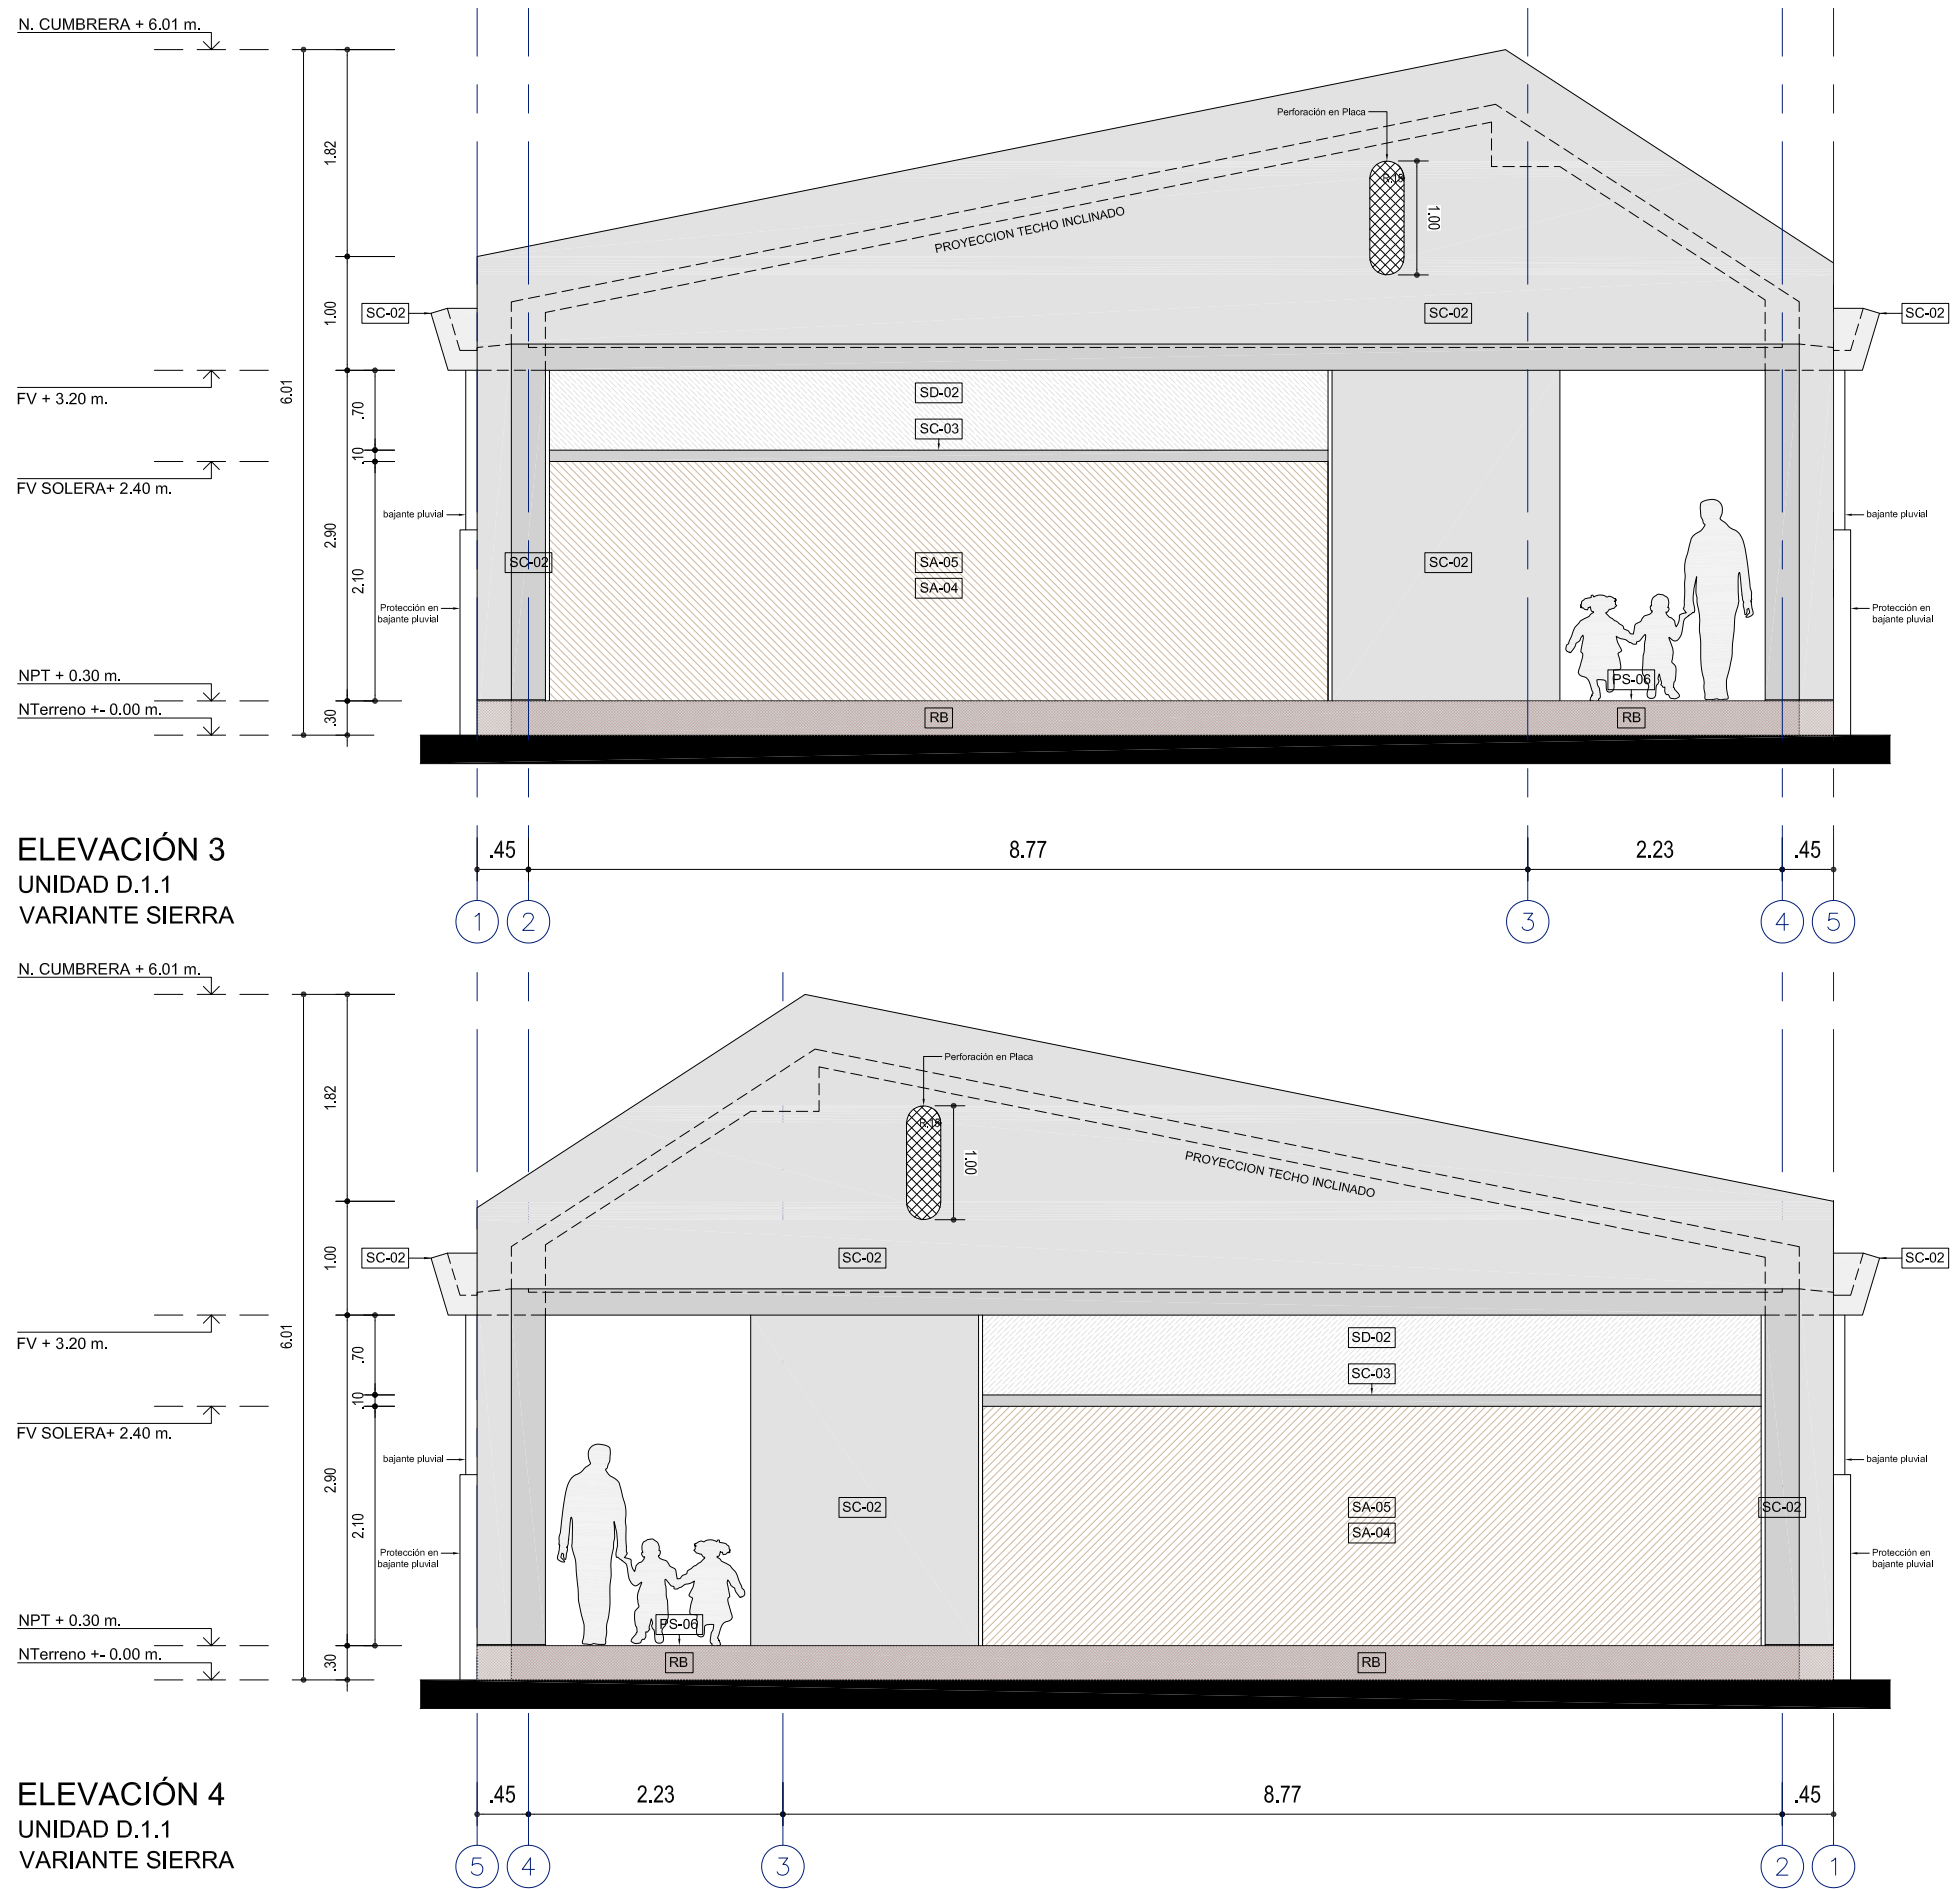 N. CUMBRERA + 6.01 m.
1.82
Perforación en Placa
1.00
PROYECCION TECHO INCLINADO
1.00
SC-02
SC-02
SC-02
FV + 3.20 m.
6.01
.70
SD-02
SC-03
.10
FV SOLERA+ 2.40 m.
bajante pluvial
bajante pluvial
2.90
SC-02
SA-05
SC-02
2.10
SA-04
Protección en
bajante pluvial
Protección en
bajante pluvial
NPT + 0.30 m.
PS-06
NTerreno +- 0.00 m.
.30
RB
RB
ELEVACIÓN 3
UNIDAD D.1.1
VARIANTE SIERRA
.45
8.77
2.23
.45
1
2
3
4
5
N. CUMBRERA + 6.01 m.
1.82
Perforación en Placa
1.00
PROYECCION TECHO INCLINADO
1.00
SC-02
SC-02
SC-02
FV + 3.20 m.
6.01
.70
SD-02
SC-03
.10
FV SOLERA+ 2.40 m.
bajante pluvial
bajante pluvial
2.90
SC-02
SA-05
SC-02
2.10
SA-04
Protección en
bajante pluvial
Protección en
bajante pluvial
NPT + 0.30 m.
PS-06
NTerreno +- 0.00 m.
.30
RB
RB
ELEVACIÓN 4
UNIDAD D.1.1
VARIANTE SIERRA
.45
2.23
8.77
.45
5
4
3
2
1